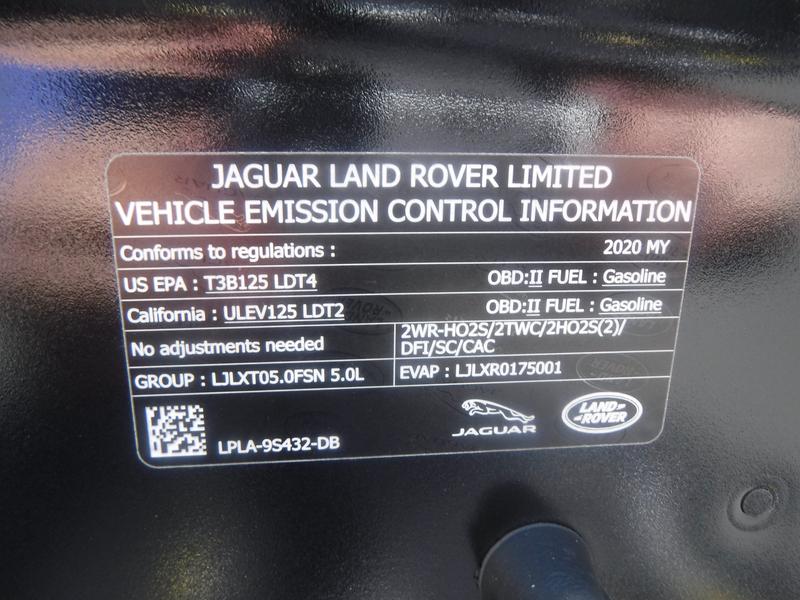 JAGUAR LAND ROVER LIMITED
VEHICLE EMISSION CONTROL INFORMATION
Conforms to regulations : 2020 MY
US EPA : T3B125 LDT4 OBD:II FUEL : Gasoline
California : ULEV125 LDT2 OBD:II FUEL : Gasoline
No adjustments needed
2WR-HO2S/2TWC/2HO2S(2)/
DFI/SC/CAC
GROUP : LJLXT05.0FSN 5.0L
EVAP : LJLXR0175001
LPLA-9S432-DB
JAGUAR
LAND
ROVER